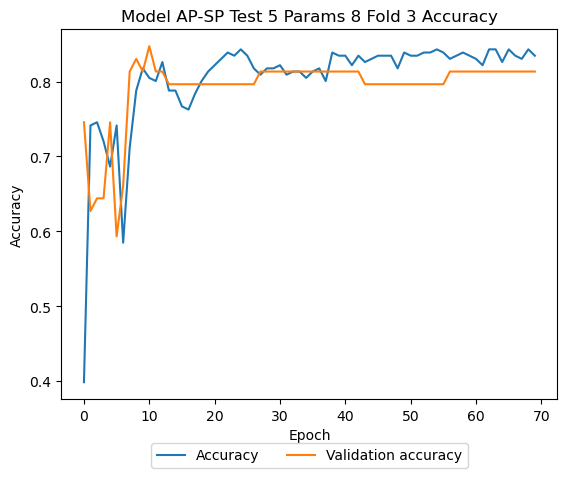 Model AP-SP Test 5 Params 8 Fold 3 Accuracy
Accuracy
0.8
0.7
0.6
0.5
0.4
0 10 20 30 40 50 60 70
Epoch
Accuracy Validation accuracy